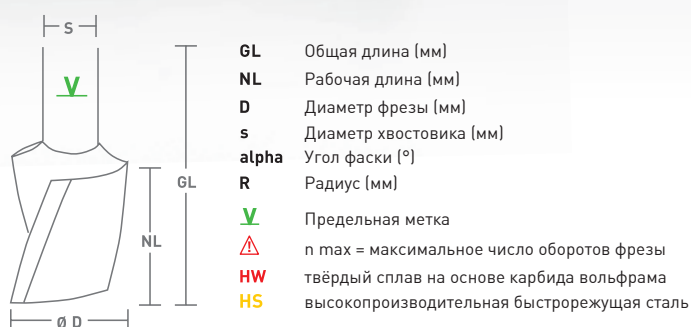 s
V
GL
NL
ø D
GL Общая длина (мм)
NL Рабочая длина (мм)
D Диаметр фрезы (мм)
s Диаметр хвостовика (мм)
alpha Угол фаски (°)
R Радиус (мм)
V Предельная метка
! n max = максимальное число оборотов фрезы
HW твёрдый сплав на основе карбида вольфрама
HS высокопроизводительная быстрорежущая сталь